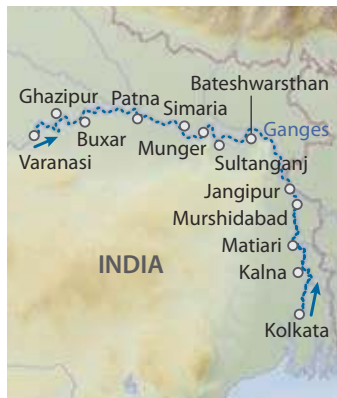 Bateshwarsthan
Ghazipur
Patna
Simaria
Ganges
Buxar
Munger
Varanasi
Sultanganj
Jangipur
Murshidabad
Matiari
INDIA
Kalna
Kolkata